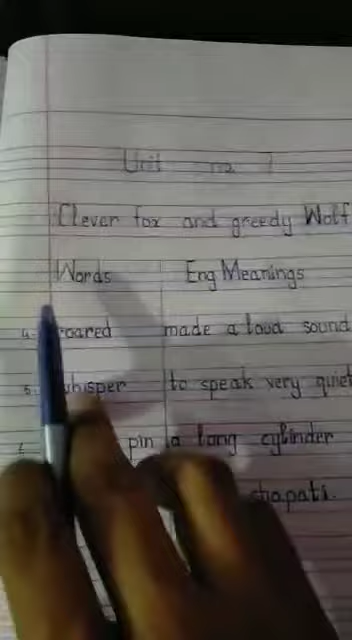 Unit no 7
Clever fox and greedy Wolf
Words Eng Meanings
4. roared made a loud sound
5. whisper to speak very quiet
pin a long cylinder
chapati.